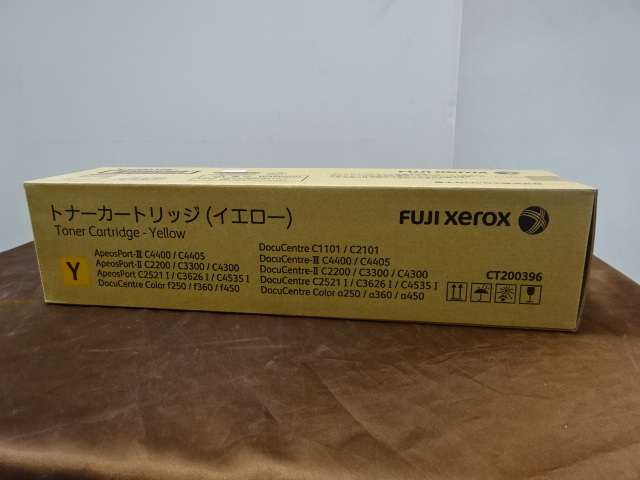 トナーカートリッジ(イエロー)
Toner Cartridge - Yellow
FUJI xerox
Y
ApeosPort-III C4400 / C4405
ApeosPort-II C2200 / C3300 / C4300
ApeosPort C2521 I / C3626 I / C4535 I
DocuCentre Color f250 / f360 / f450
DocuCentre C1101 / C2101
DocuCentre-III C4400 / C4405
DocuCentre-II C2200 / C3300 / C4300
DocuCentre C2521 I / C3626 I / C4535 I
DocuCentre Color a250 / a360 / a450
CT200396